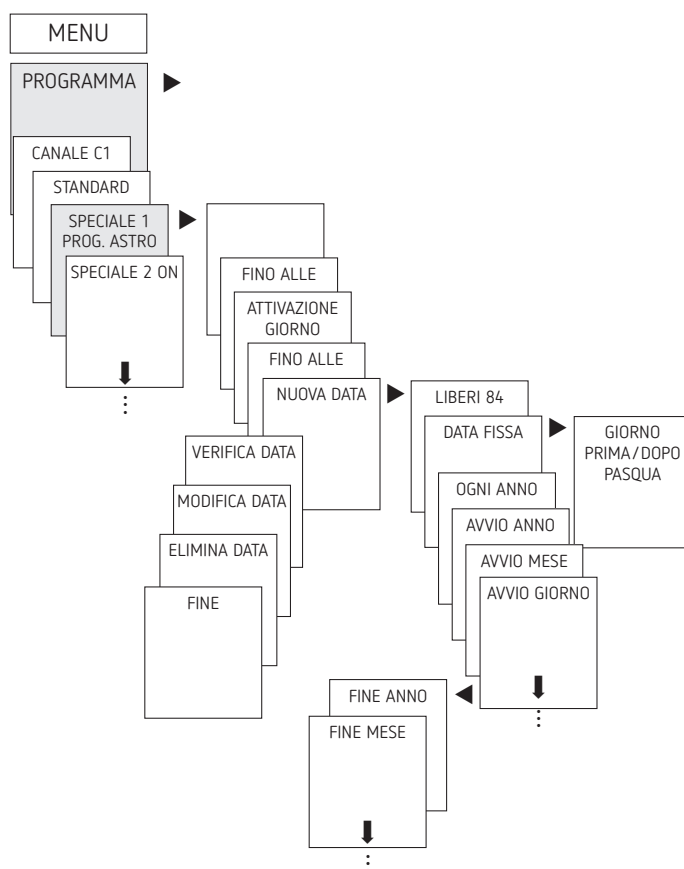 MENU
PROGRAMMA
CANALE C1
STANDARD
SPECIALE 1
PROG. ASTRO
SPECIALE 2 ON
FINO ALLE
ATTIVAZIONE
GIORNO
FINO ALLE
NUOVA DATA
VERIFICA DATA
MODIFICA DATA
ELIMINA DATA
FINE
LIBERI 84
DATA FISSA
OGNI ANNO
AVVIO ANNO
AVVIO MESE
AVVIO GIORNO
GIORNO
PRIMA/DOPO
PASQUA
FINE ANNO
FINE MESE